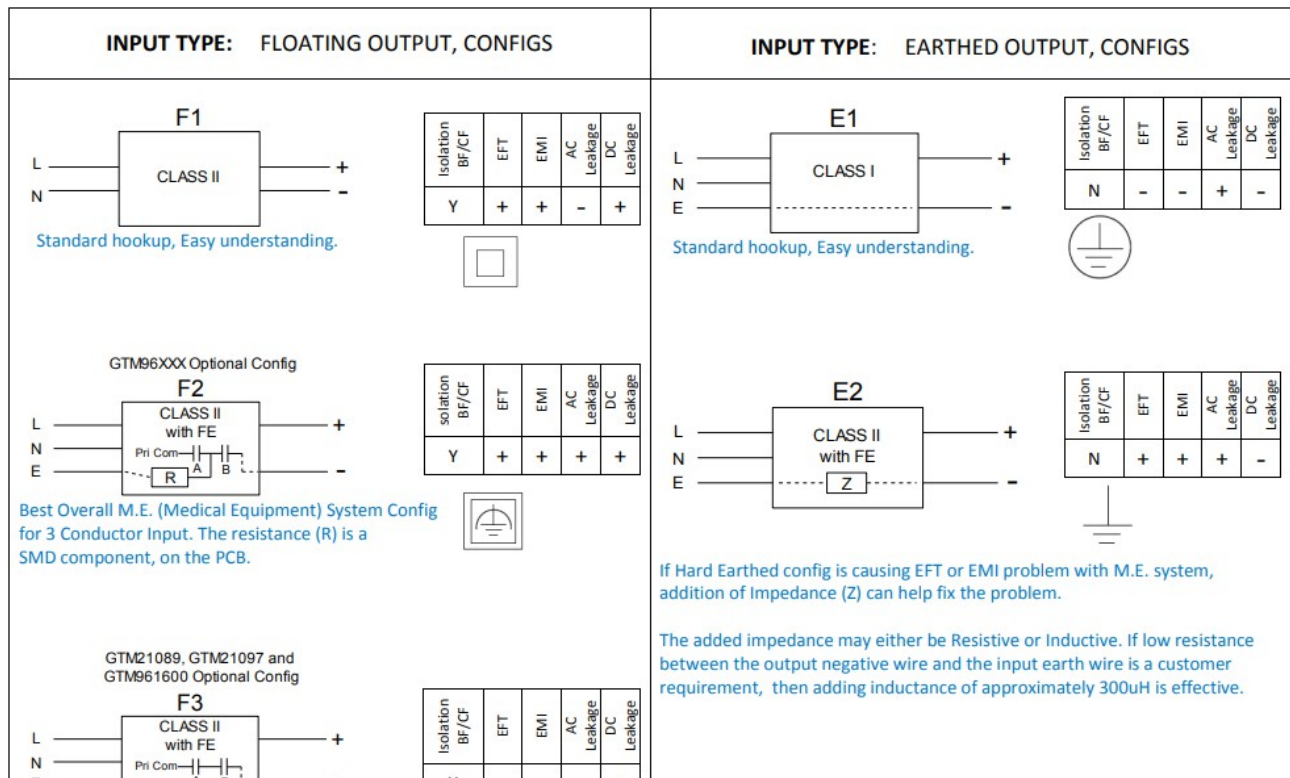 INPUT TYPE: FLOATING OUTPUT, CONFIGS
F1
CLASS II
L
N
+
-
Isolation BF/CF
EFT
EMI
AC Leakage
DC Leakage
Y + + - +
Standard hookup, Easy understanding.
GTM96XXX Optional Config
F2
CLASS II
with FE
Pri Com
A
B
R
L
N
E
+
-
solation BF/CF
EFT
EMI
AC Leakage
DC Leakage
Y + + + +
Best Overall M.E. (Medical Equipment) System Config
for 3 Conductor Input. The resistance (R) is a
SMD component, on the PCB.
GTM21089, GTM21097 and
GTM961600 Optional Config
F3
CLASS II
with FE
Pri Com
L
N
+
Isolation BF/CF
EFT
EMI
AC Leakage
DC Leakage
INPUT TYPE: EARTHED OUTPUT, CONFIGS
E1
CLASS I
L
N
E
+
-
Isolation BF/CF
EFT
EMI
AC Leakage
DC Leakage
N - - + -
Standard hookup, Easy understanding.
E2
CLASS II
with FE
Z
L
N
E
+
-
Isolation BF/CF
EFT
EMI
AC Leakage
DC Leakage
N + + + -
If Hard Earthed config is causing EFT or EMI problem with M.E. system,
addition of Impedance (Z) can help fix the problem.
The added impedance may either be Resistive or Inductive. If low resistance
between the output negative wire and the input earth wire is a customer
requirement, then adding inductance of approximately 300uH is effective.